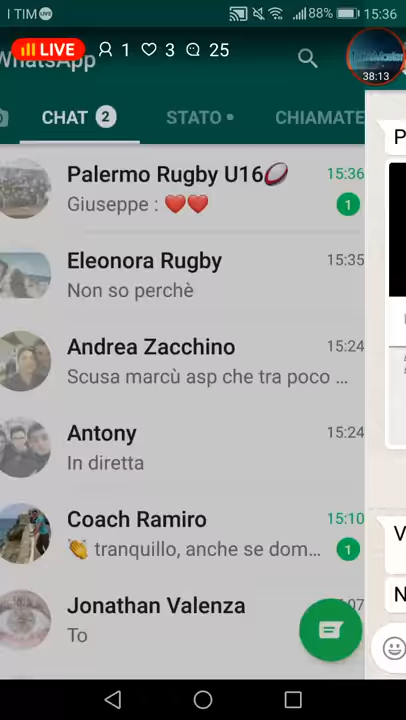 I TIM LIVE 88% 15:36
LIVE 1 3 25
WhatsApp
38:13
CHAT 2 STATO CHIAMATE
Palermo Rugby U16 15:36
Giuseppe : ❤️❤️ 1
Eleonora Rugby 15:35
Non so perchè
Andrea Zacchino 15:24
Scusa marcù asp che tra poco ...
Antony 15:24
In diretta
Coach Ramiro 15:10
👏 tranquillo, anche se dom... 1
Jonathan Valenza :07
To
P
V
N